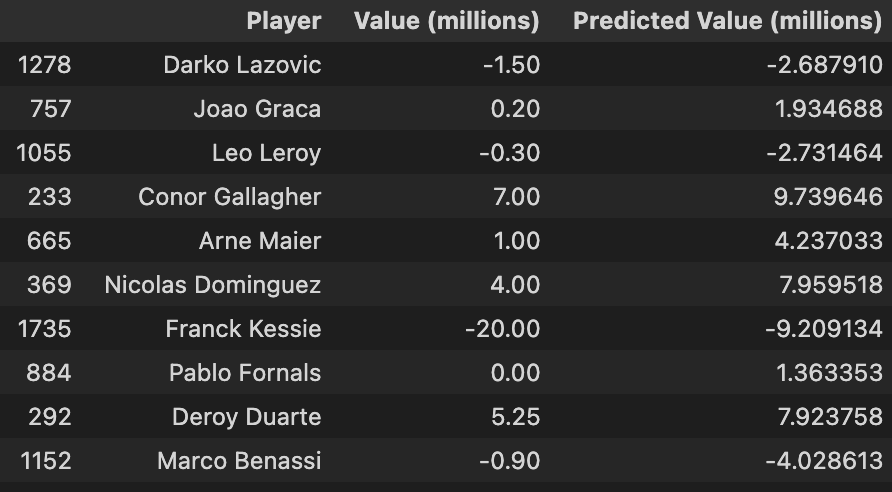 Player Value (millions) Predicted Value (millions)
1278 Darko Lazovic -1.50 -2.687910
757 Joao Graca 0.20 1.934688
1055 Leo Leroy -0.30 -2.731464
233 Conor Gallagher 7.00 9.739646
665 Arne Maier 1.00 4.237033
369 Nicolas Dominguez 4.00 7.959518
1735 Franck Kessie -20.00 -9.209134
884 Pablo Fornals 0.00 1.363353
292 Deroy Duarte 5.25 7.923758
1152 Marco Benassi -0.90 -4.028613